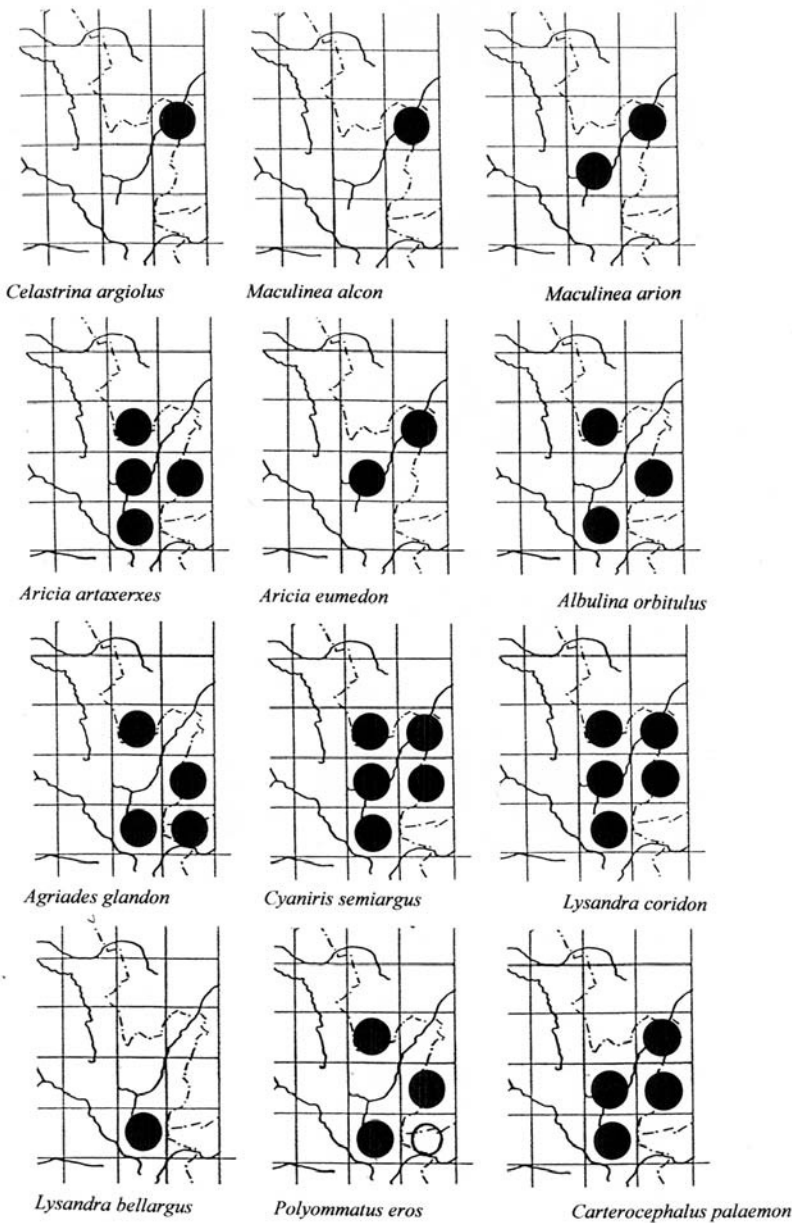 Celastrina argiolus
Maculinea alcon
Maculinea arion
Aricia artaxerxes
Aricia eumedon
Albulina orbitulus
Agriades glandon
Cyaniris semiargus
Lysandra coridon
Lysandra bellargus
Polyommatus eros
Carterocephalus palaemon